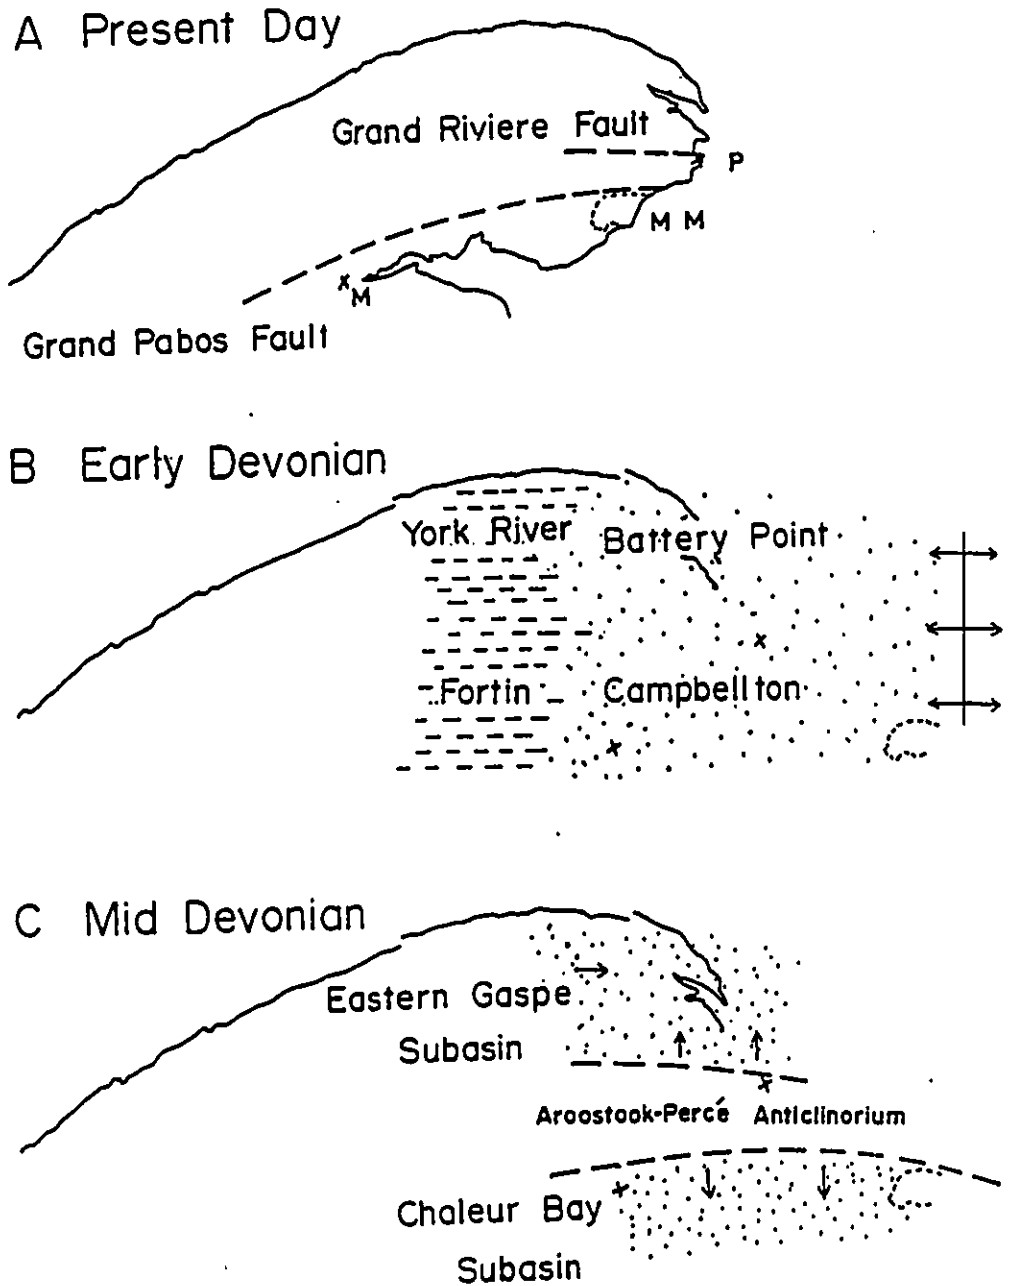 A Present Day
Grand Riviere Fault
P
M M
x
M
Grand Pabos Fault
B Early Devonian
York River Battery Point
x
Fortin Campbellton
x
C Mid Devonian
Eastern Gaspe
Subasin
x
Aroostook-Percé Anticlinorium
x
Chaleur Bay
Subasin